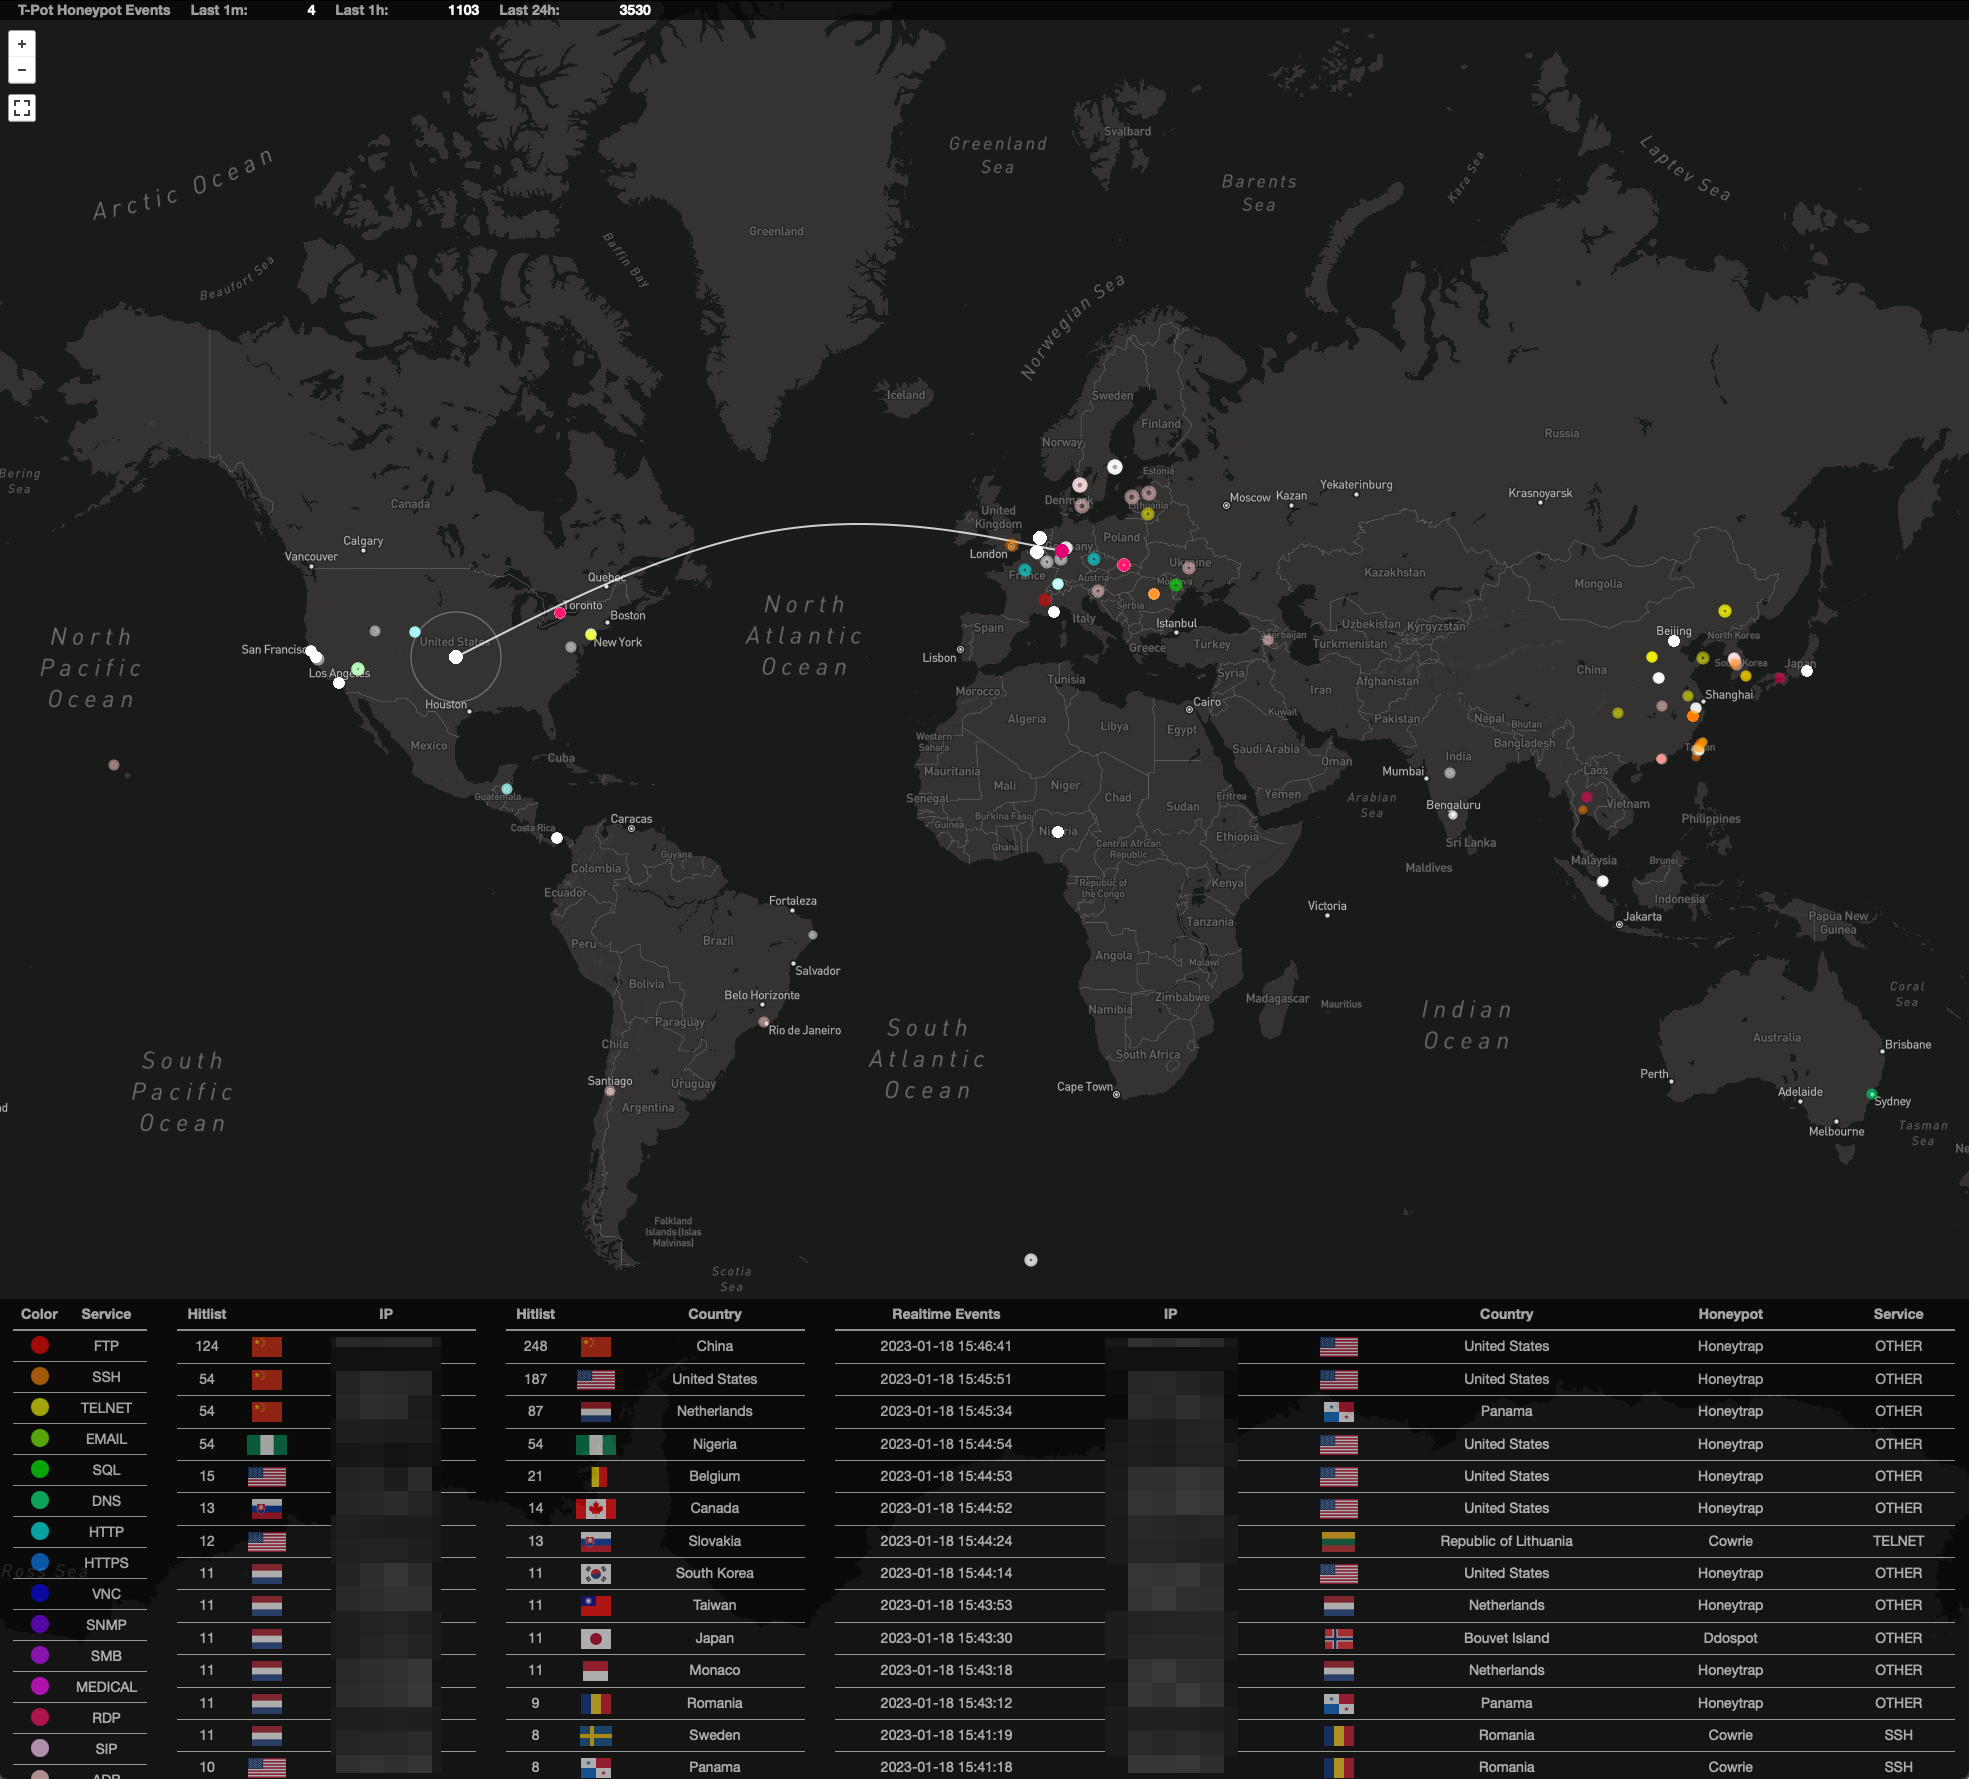 T-Pot Honeypot Events Last 1m: 4 Last 1h: 1103 Last 24h: 3530
+
−
Greenland
Sea
Svalbard
Laptev Sea
Kara Sea
Barents
Sea
Arctic Ocean
Greenland
Baffin Bay
Beaufort Sea
Norwegian Sea
Iceland
Sweden
Finland
Russia
Norway
Bering
Sea
Estonia
Canada
Denmark
Lithuania
Moscow
Kazan
Yekaterinburg
Krasnoyarsk
United
Kingdom
London
Poland
Germany
Calgary
Vancouver
Quebec
France
Austria
Ukraine
Moldova
Kazakhstan
Mongolia
North
Atlantic
Ocean
Toronto
Boston
Serbia
Italy
Spain
Istanbul
Uzbekistan
Kyrgyzstan
Beijing
North Korea
North
Pacific
Ocean
San Francisco
United States
New York
Lisbon
Greece
Turkey
Azerbaijan
Turkmenistan
Los Angeles
Tunisia
Syria
Afghanistan
China
South Korea
Japan
Houston
Morocco
Cairo
Iran
Shanghai
Mexico
Algeria
Libya
Egypt
Kuwait
Pakistan
Nepal
Bhutan
Western
Sahara
Cuba
Saudi Arabia
Oman
India
Bangladesh
Taiwan
Mauritania
Mali
Niger
Mumbai
Laos
Guatemala
Senegal
Chad
Sudan
Eritrea
Yemen
Arabian
Sea
Bengaluru
Vietnam
Philippines
Costa Rica
Caracas
Guinea
Burkina Faso
Nigeria
Ghana
Central African
Republic
Ethiopia
Sri Lanka
Guyana
Colombia
Maldives
Malaysia
Brunei
Ecuador
Republic of
the Congo
Kenya
Fortaleza
Victoria
Indonesia
Jakarta
Papua New
Guinea
Tanzania
Peru
Brazil
Angola
Malawi
Salvador
Bolivia
Belo Horizonte
Namibia
Zimbabwe
Madagascar
Mauritius
Indian
Ocean
Coral
Sea
Paraguay
Rio de Janeiro
South
Atlantic
Ocean
Australia
Brisbane
Chile
South Africa
South
Pacific
Ocean
Santiago
Uruguay
Cape Town
Perth
Adelaide
Sydney
Argentina
Melbourne
Tasman
Sea
Ne
nd
Falkland
Islands (Islas
Malvinas)
Scotia
Sea
Color Service
FTP
SSH
TELNET
EMAIL
SQL
DNS
HTTP
HTTPS
Ross Sea
VNC
SNMP
SMB
MEDICAL
RDP
SIP
ADB
Hitlist IP
124
54
54
54
15
13
12
11
11
11
11
11
11
10
Hitlist Country
248 China
187 United States
87 Netherlands
54 Nigeria
21 Belgium
14 Canada
13 Slovakia
11 South Korea
11 Taiwan
11 Japan
11 Monaco
9 Romania
8 Sweden
8 Panama
Realtime Events IP Country Honeypot Service
2023-01-18 15:46:41 United States Honeytrap OTHER
2023-01-18 15:45:51 United States Honeytrap OTHER
2023-01-18 15:45:34 Panama Honeytrap OTHER
2023-01-18 15:44:54 United States Honeytrap OTHER
2023-01-18 15:44:53 United States Honeytrap OTHER
2023-01-18 15:44:52 United States Honeytrap OTHER
2023-01-18 15:44:24 Republic of Lithuania Cowrie TELNET
2023-01-18 15:44:14 United States Honeytrap OTHER
2023-01-18 15:43:53 Netherlands Honeytrap OTHER
2023-01-18 15:43:30 Bouvet Island Ddospot OTHER
2023-01-18 15:43:18 Netherlands Honeytrap OTHER
2023-01-18 15:43:12 Panama Honeytrap OTHER
2023-01-18 15:41:19 Romania Cowrie SSH
2023-01-18 15:41:18 Romania Cowrie SSH